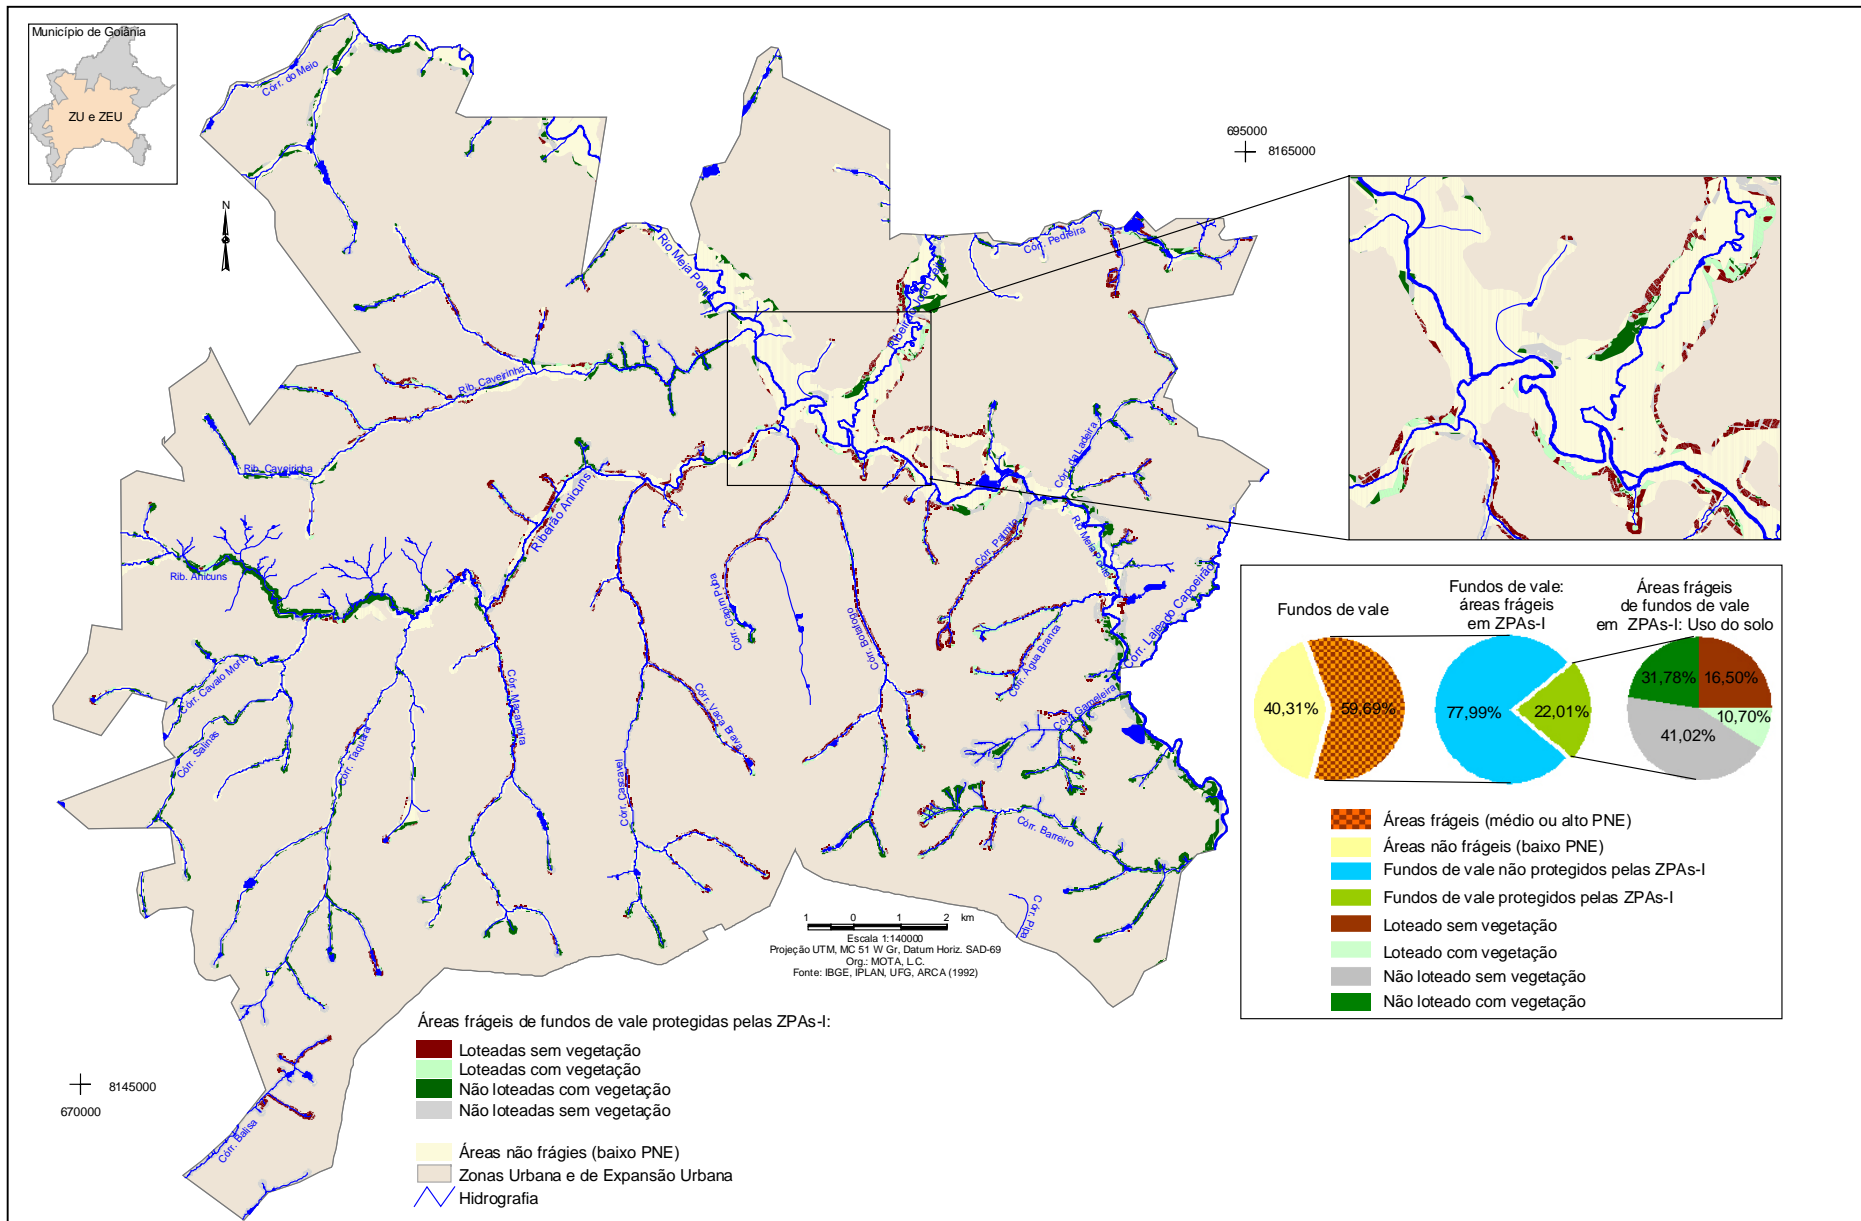 Município de Goiânia
ZU e ZEU
N
695000
8165000
Córr. do Meio
Rio Meia Ponte
Córr. Pedreira
Rib. Caveirinha
Rib. Caveirinha
Córr. da Ladeira
Ribeirão Anicuns
Rib. Anicuns
Córr. Palmito
Rio Meia Ponte
Córr. Capim Puba
Córr. Botafogo
Córr. Água Branca
Córr. Lajeado Capoeirão
Córr. Cavalo Morto
Córr. Salinas
Córr. Taquaral
Córr. Macambira
Córr. Vaca Brava
Córr. Cascavel
Córr. Gameleira
Córr. Barreiro
Córr. Pipa
Córr. Balisa
1 0 1 2 km
Escala 1:140000
Projeção UTM, MC 51 W Gr, Datum Horiz. SAD-69
Org.: MOTA, L.C.
Fonte: IBGE, IPLAN, UFG, ARCA (1992)
8145000
670000
Áreas frágeis de fundos de vale protegidas pelas ZPAs-I:
Loteadas sem vegetação
Loteadas com vegetação
Não loteadas com vegetação
Não loteadas sem vegetação
Áreas não frágies (baixo PNE)
Zonas Urbana e de Expansão Urbana
Hidrografia
Fundos de vale
40,31%
59,69%
Fundos de vale:
áreas frágeis
em ZPAs-I
77,99%
22,01%
Áreas frágeis
de fundos de vale
em ZPAs-I: Uso do solo
31,78%
16,50%
10,70%
41,02%
Áreas frágeis (médio ou alto PNE)
Áreas não frágeis (baixo PNE)
Fundos de vale não protegidos pelas ZPAs-I
Fundos de vale protegidos pelas ZPAs-I
Loteado sem vegetação
Loteado com vegetação
Não loteado sem vegetação
Não loteado com vegetação